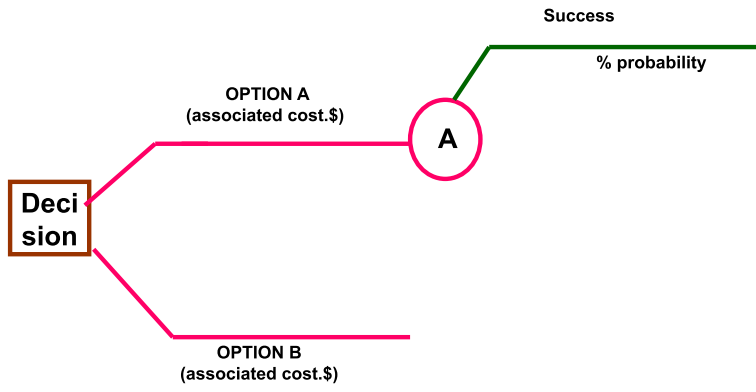 Success
% probability
OPTION A
(associated cost.$)
A
Deci
sion
OPTION B
(associated cost.$)